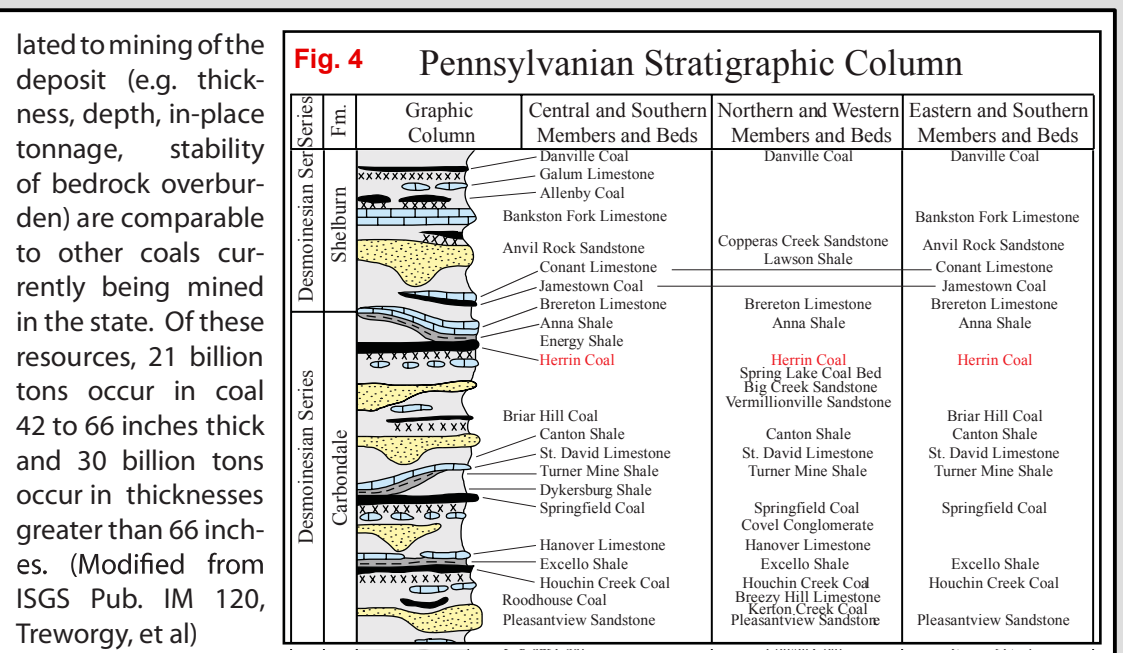 lated to mining of the
deposit (e.g. thick-
ness, depth, in-place
tonnage, stability
of bedrock overbur-
den) are comparable
to other coals cur-
rently being mined
in the state. Of these
resources, 21 billion
tons occur in coal
42 to 66 inches thick
and 30 billion tons
occur in thicknesses
greater than 66 inch-
es. (Modified from
ISGS Pub. IM 120,
Treworgy, et al)
Fig. 4 Pennsylvanian Stratigraphic Column
Series
Fm.
Graphic
Column
Central and Southern
Members and Beds
Northern and Western
Members and Beds
Eastern and Southern
Members and Beds
Desmoinesian Ser
Shelburn
Desmoinesian Series
Carbondale
Danville Coal
Galum Limestone
Allenby Coal
Bankston Fork Limestone
Anvil Rock Sandstone
Conant Limestone
Jamestown Coal
Brereton Limestone
Anna Shale
Energy Shale
Herrin Coal
Briar Hill Coal
Canton Shale
St. David Limestone
Turner Mine Shale
Dykersburg Shale
Springfield Coal
Hanover Limestone
Excello Shale
Houchin Creek Coal
Roodhouse Coal
Pleasantview Sandstone
Danville Coal
Copperas Creek Sandstone
Lawson Shale
Brereton Limestone
Anna Shale
Herrin Coal
Spring Lake Coal Bed
Big Creek Sandstone
Vermillionville Sandstone
Canton Shale
St. David Limestone
Turner Mine Shale
Springfield Coal
Covel Conglomerate
Hanover Limestone
Excello Shale
Houchin Creek Coal
Breezy Hill Limestone
Kerton Creek Coal
Pleasantview Sandstone
Danville Coal
Bankston Fork Limestone
Anvil Rock Sandstone
Conant Limestone
Jamestown Coal
Brereton Limestone
Anna Shale
Herrin Coal
Briar Hill Coal
Canton Shale
St. David Limestone
Turner Mine Shale
Springfield Coal
Excello Shale
Houchin Creek Coal
Pleasantview Sandstone